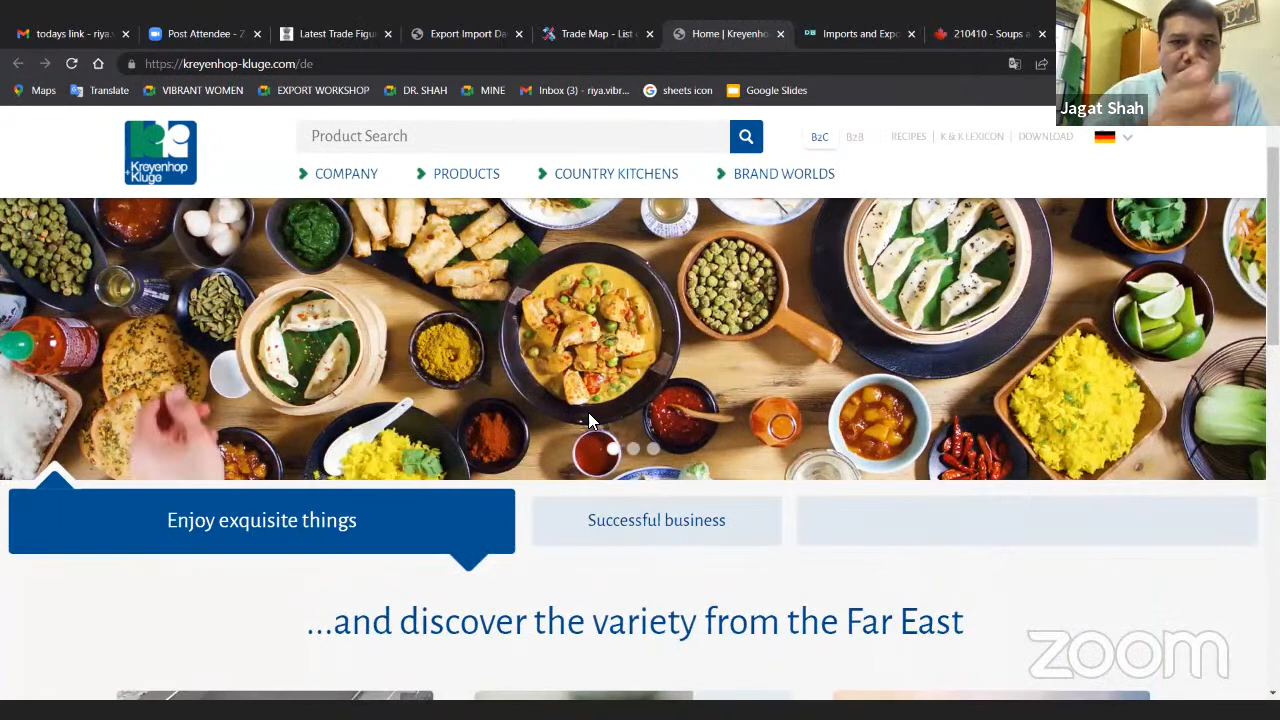 todays link - riya.
Post Attendee - Z
Latest Trade Figu
Export Import Da
Trade Map - List o
Home | Kreyenho
Imports and Expo
210410 - Soups a
https://kreyenhop-kluge.com/de
Maps
Translate
VIBRANT WOMEN
EXPORT WORKSHOP
DR. SHAH
MINE
Inbox (3) - riya.vibr...
sheets icon
Google Slides
Jagat Shah
Kreyenhop
+Kluge
Product Search
B2C
B2B
RECIPES | K & K LEXICON | DOWNLOAD
COMPANY
PRODUCTS
COUNTRY KITCHENS
BRAND WORLDS
Enjoy exquisite things
Successful business
...and discover the variety from the Far East
zoom